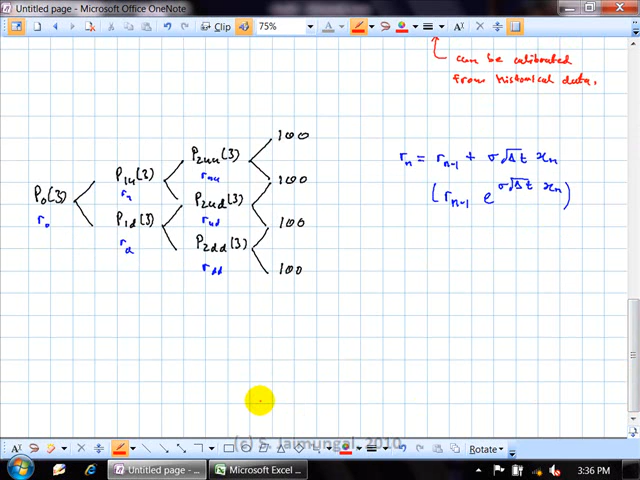 Untitled page - Microsoft Office OneNote
Clip
75%
can be calibrated
from historical data.
100
P2uu(3)
ruu
P1u(3)
ru
100
P0(3)
r0
P2ud(3)
rud
P1d(3)
rd
100
P2dd(3)
rdd
100
rn = rn-1 + σ√Δt xn
( rn-1 e^σ√Δt xn )
(c) S. Jaimungal, 2010
Rotate
Untitled page - ...
Microsoft Excel ...
3:36 PM